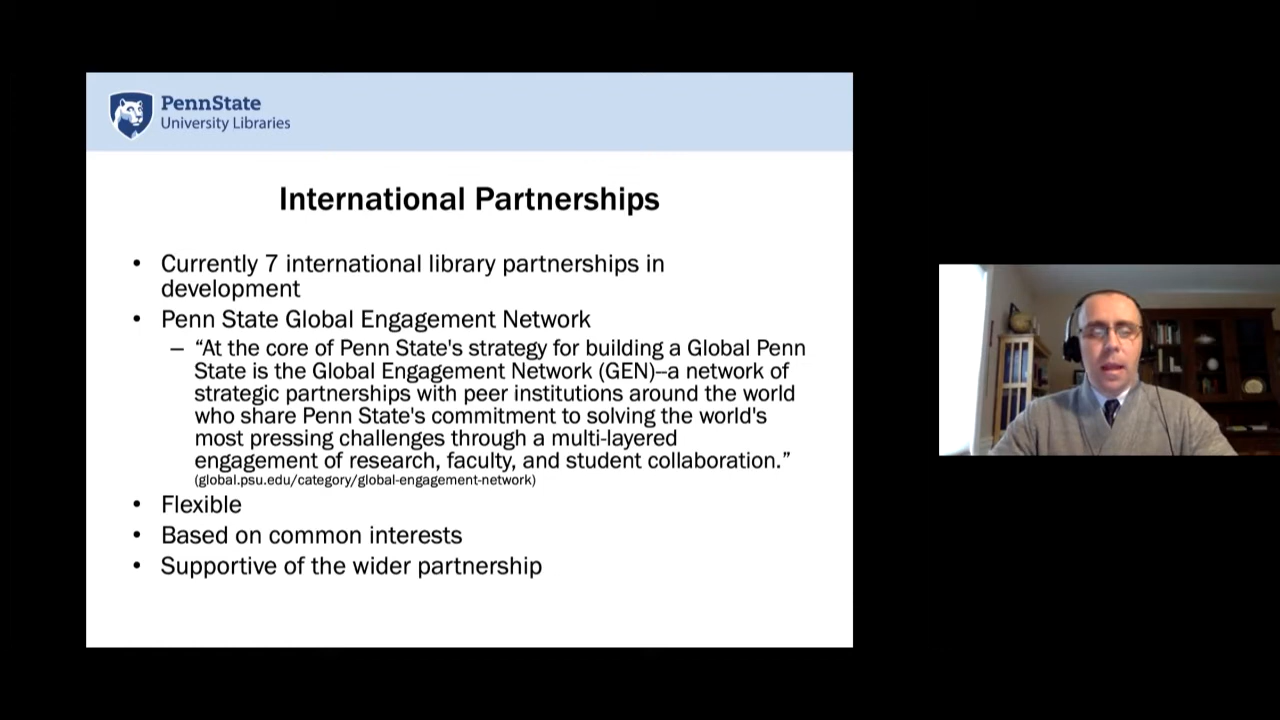 PennState
University Libraries
International Partnerships
• Currently 7 international library partnerships in
development
• Penn State Global Engagement Network
– “At the core of Penn State's strategy for building a Global Penn
State is the Global Engagement Network (GEN)–a network of
strategic partnerships with peer institutions around the world
who share Penn State's commitment to solving the world's
most pressing challenges through a multi-layered
engagement of research, faculty, and student collaboration.”
(global.psu.edu/category/global-engagement-network)
• Flexible
• Based on common interests
• Supportive of the wider partnership